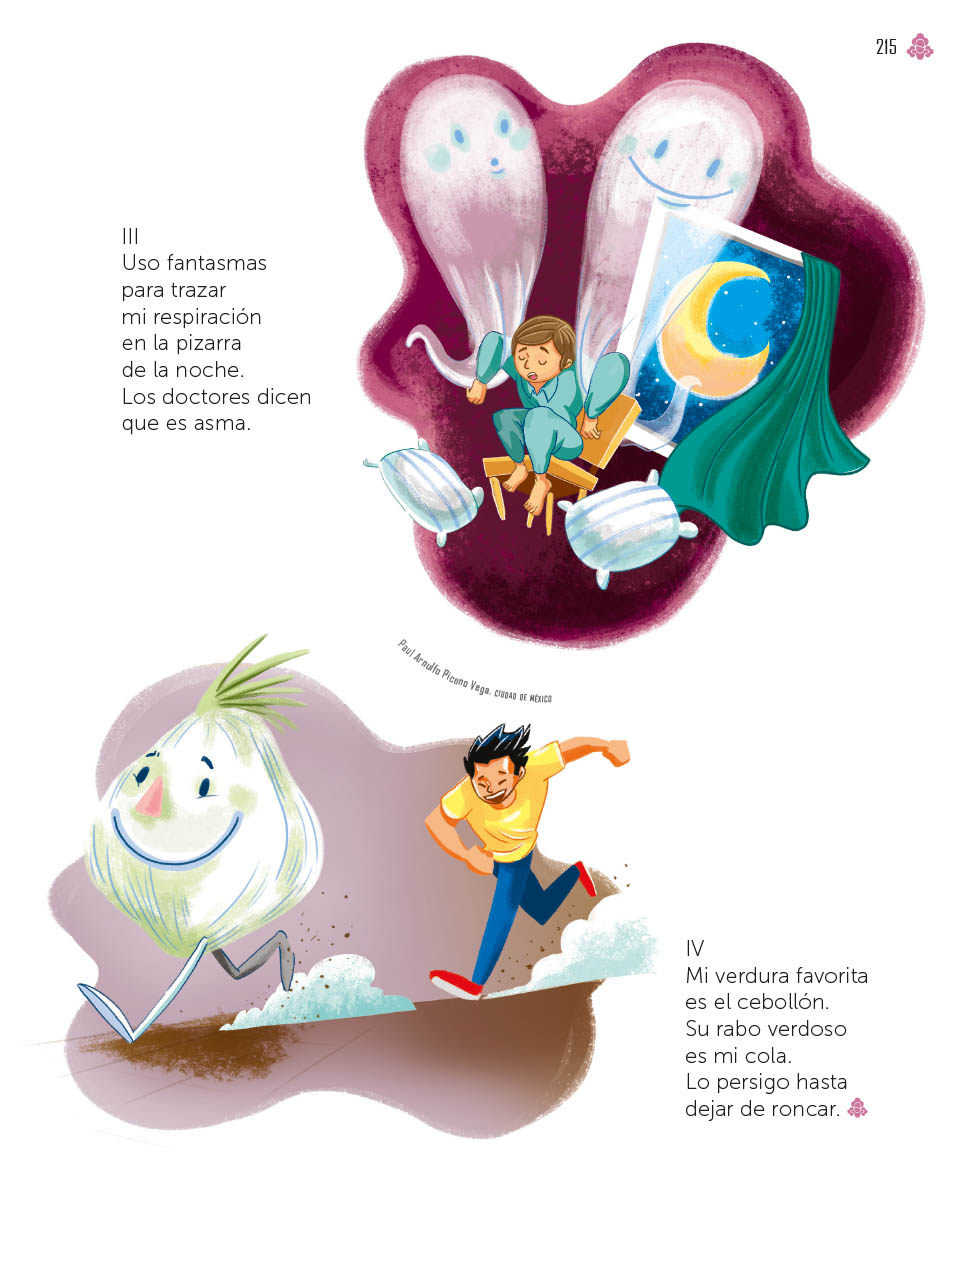 215
III
Uso fantasmas
para trazar
mi respiración
en la pizarra
de la noche.
Los doctores dicen
que es asma.
Paul Arnulfo Piceno Vega, CIUDAD DE MÉXICO
IV
Mi verdura favorita
es el cebollón.
Su rabo verdoso
es mi cola.
Lo persigo hasta
dejar de roncar.